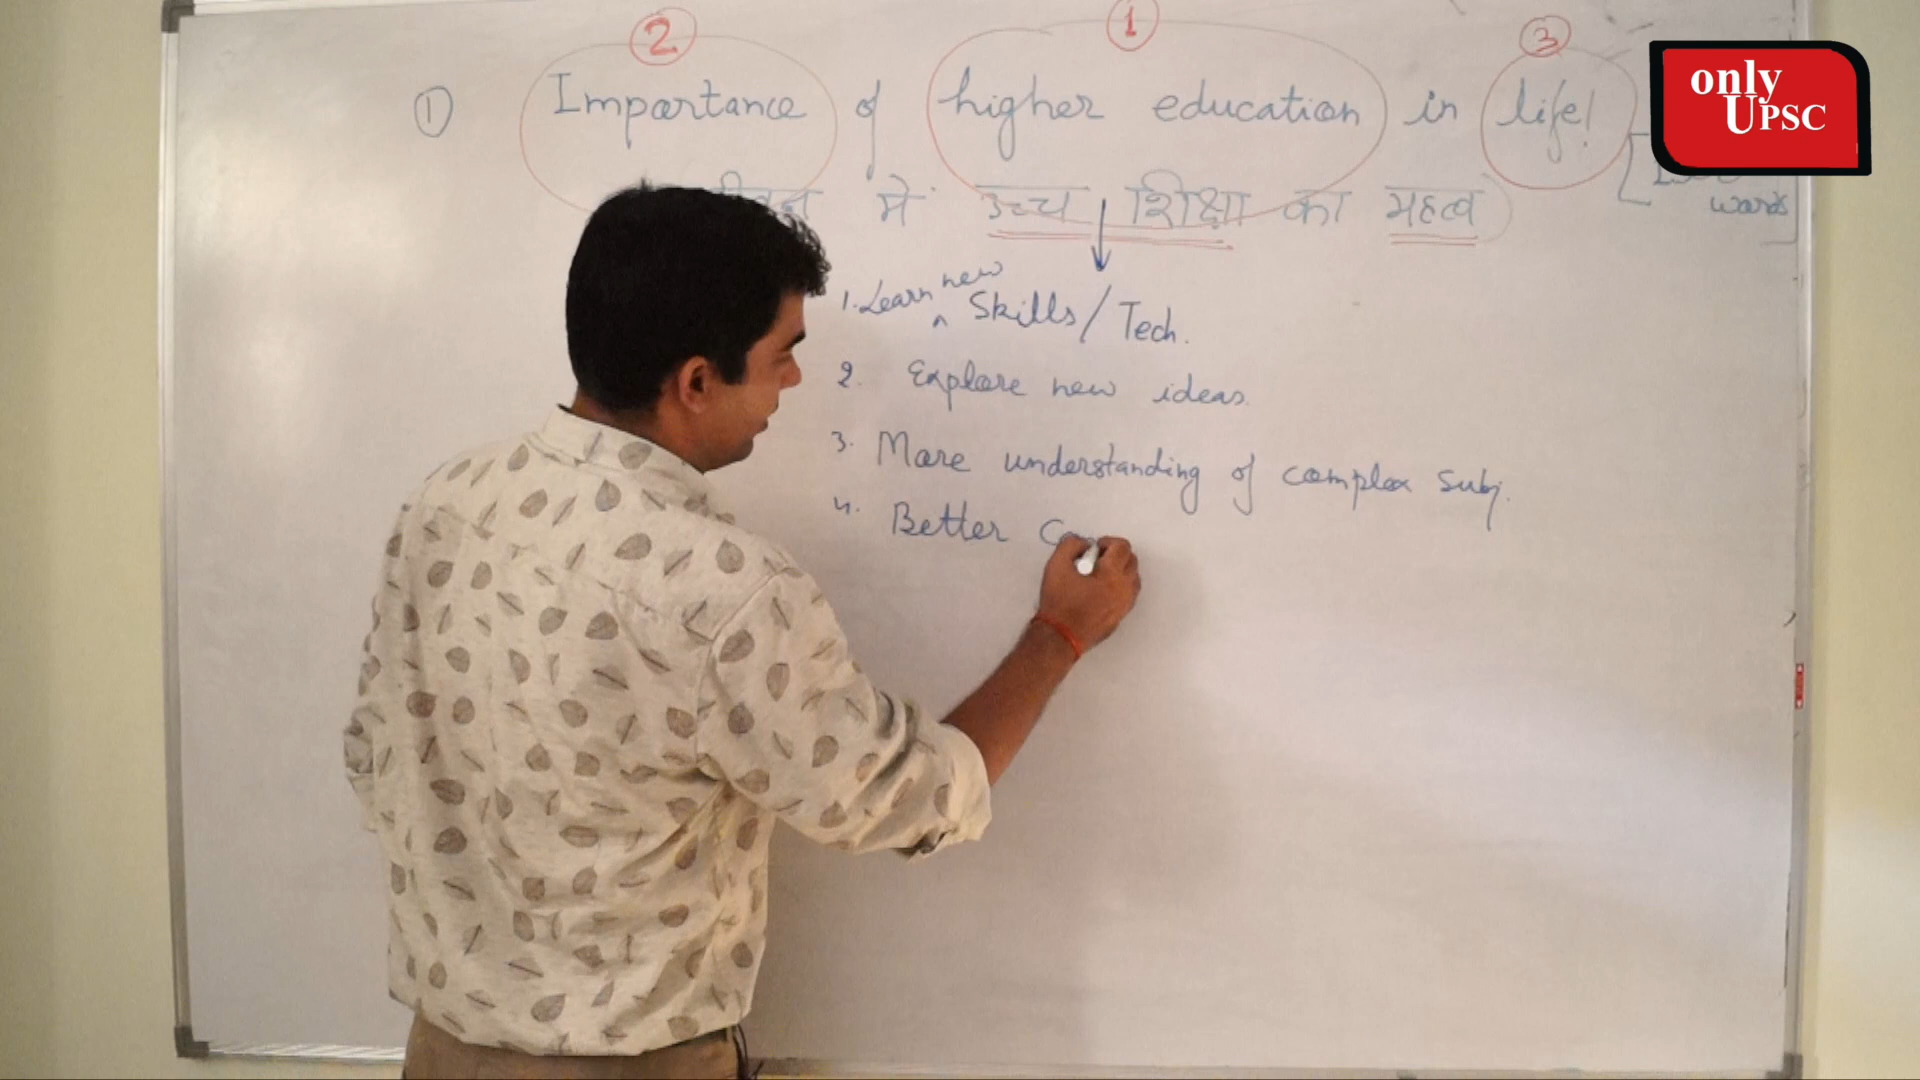 2 1 3
① Importance of higher education in life!
में उच्च शिक्षा का महत्व
words
1. Learn new Skills/Tech.
2. Explore new ideas.
3. More understanding of complex Subj.
4. Better
only
UPSC